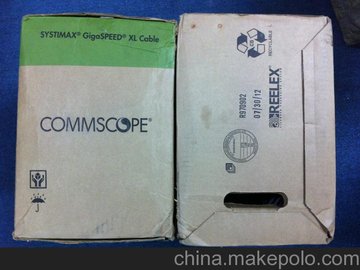 SYSTIMAX® GigaSPEED® XL Cable
COMMSCOPE®
RECYCLABLE
R970902
07/30/12
REELEX
china.makepolo.com